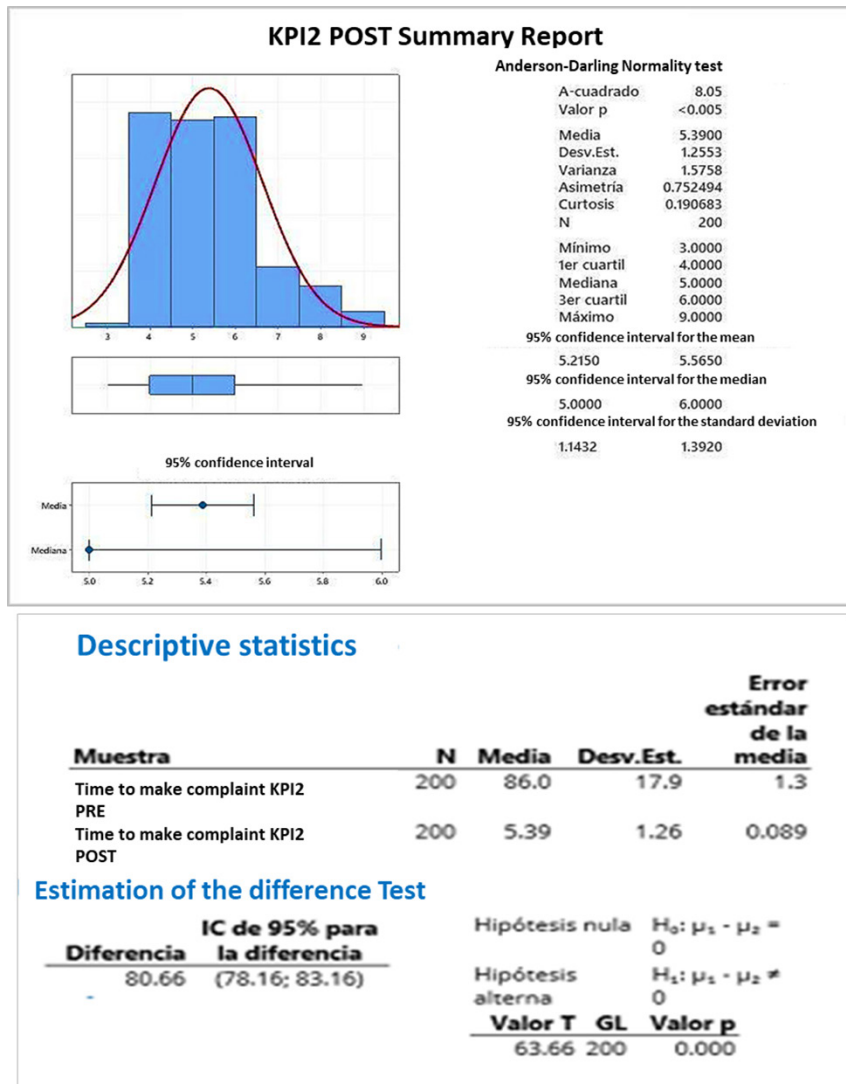 KPI2 POST Summary Report
Anderson-Darling Normality test
A-cuadrado 8.05
Valor p <0.005
Media 5.3900
Desv.Est. 1.2553
Varianza 1.5758
Asimetría 0.752494
Curtosis 0.190683
N 200
Mínimo 3.0000
1er cuartil 4.0000
Mediana 5.0000
3er cuartil 6.0000
Máximo 9.0000
95% confidence interval for the mean
5.2150 5.5650
95% confidence interval for the median
5.0000 6.0000
95% confidence interval for the standard deviation
1.1432 1.3920
3 4 5 6 7 8 9
95% confidence interval
Media
Mediana
5.0 5.2 5.4 5.6 5.8 6.0
Descriptive statistics
Error
estándar
de la
Muestra N Media Desv.Est. media
Time to make complaint KPI2 200 86.0 17.9 1.3
PRE
Time to make complaint KPI2 200 5.39 1.26 0.089
POST
Estimation of the difference Test
IC de 95% para
Diferencia la diferencia
80.66 (78.16; 83.16)
Hipótesis nula H₀: μ₁ - μ₂ =
0
Hipótesis H₁: μ₁ - μ₂ ≠
alterna 0
Valor T GL Valor p
63.66 200 0.000